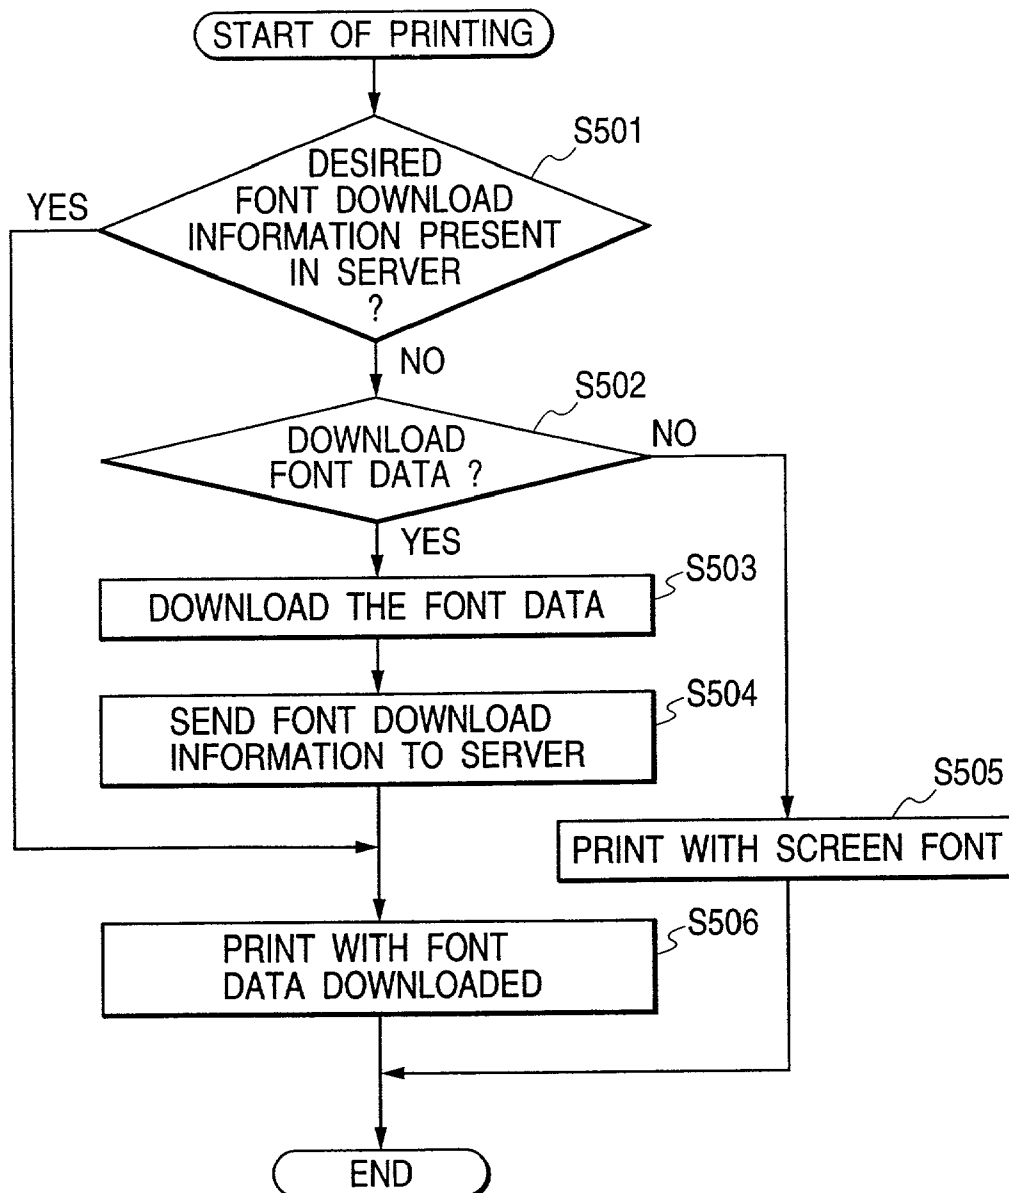 START OF PRINTING
S501
DESIRED
FONT DOWNLOAD
INFORMATION PRESENT
IN SERVER
?
YES
NO
S502
DOWNLOAD
FONT DATA ?
NO
YES
S503
DOWNLOAD THE FONT DATA
S504
SEND FONT DOWNLOAD
INFORMATION TO SERVER
S505
PRINT WITH SCREEN FONT
S506
PRINT WITH FONT
DATA DOWNLOADED
END